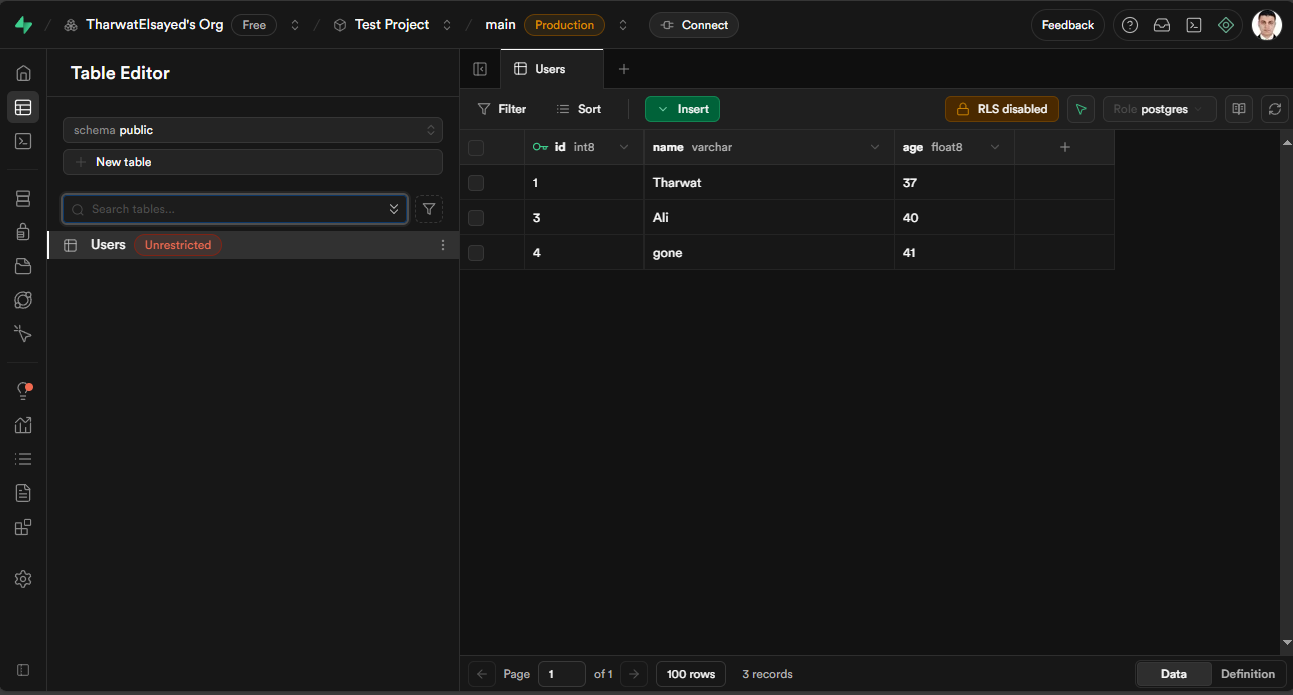 TharwatElsayed's Org Free Test Project main Production Connect Feedback
Table Editor
Users
schema public
New table
Search tables...
Users Unrestricted
Filter Sort Insert RLS disabled Role postgres
id int8 name varchar age float8
1 Tharwat 37
3 Ali 40
4 gone 41
Page 1 of 1 100 rows 3 records Data Definition